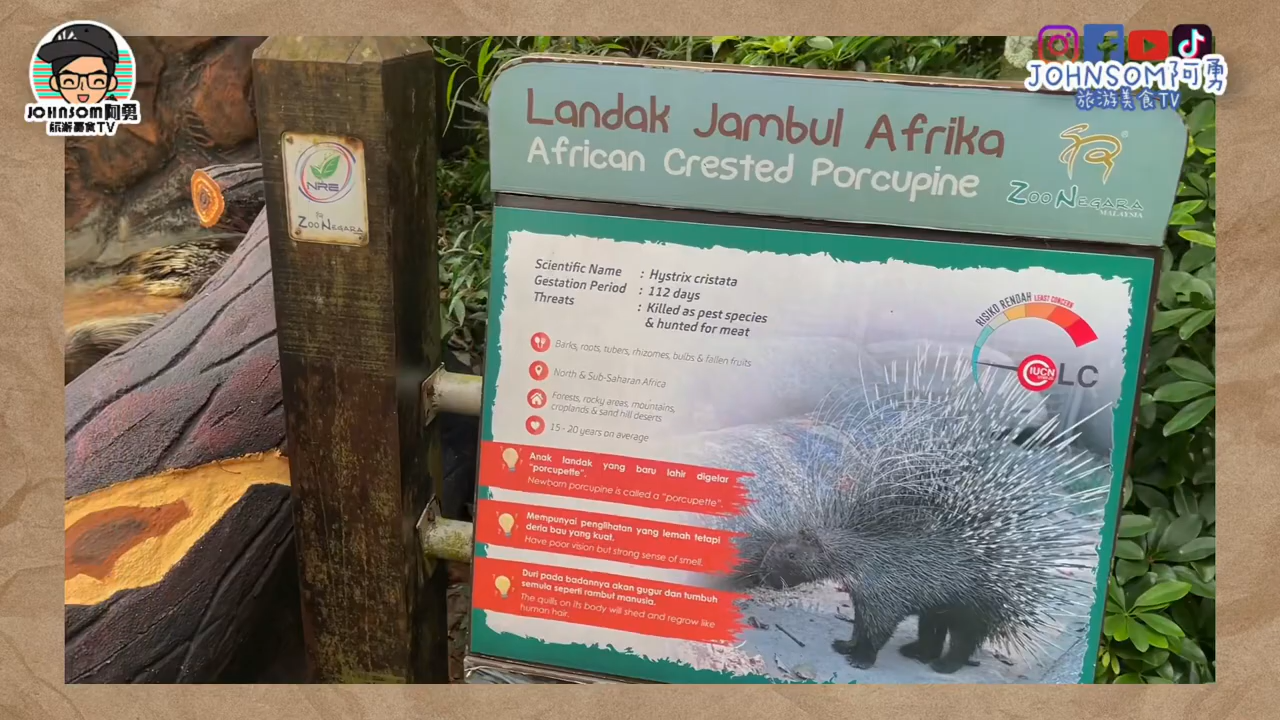 JOHNSOM阿勇
旅游美食TV
JOHNSOM阿勇
旅游美食TV
NRE
ZOO NEGARA
Landak Jambul Afrika
African Crested Porcupine
ZOO NEGARA
MALAYSIA
Scientific Name : Hystrix cristata
Gestation Period : 112 days
Threats : Killed as pest species
& hunted for meat
Barks, roots, tubers, rhizomes, bulbs & fallen fruits
North & Sub-Saharan Africa
Forests, rocky areas, mountains,
croplands & sand hill deserts
15 - 20 years on average
RISIKO RENDAH LEAST CONCERN
IUCN
LC
Anak landak yang baru lahir digelar
"porcupette".
Newborn porcupine is called a "porcupette".
Mempunyai penglihatan yang lemah tetapi
deria bau yang kuat.
Have poor vision but strong sense of smell.
Duri pada badannya akan gugur dan tumbuh
semula seperti rambut manusia.
The quills on its body will shed and regrow like
human hair.